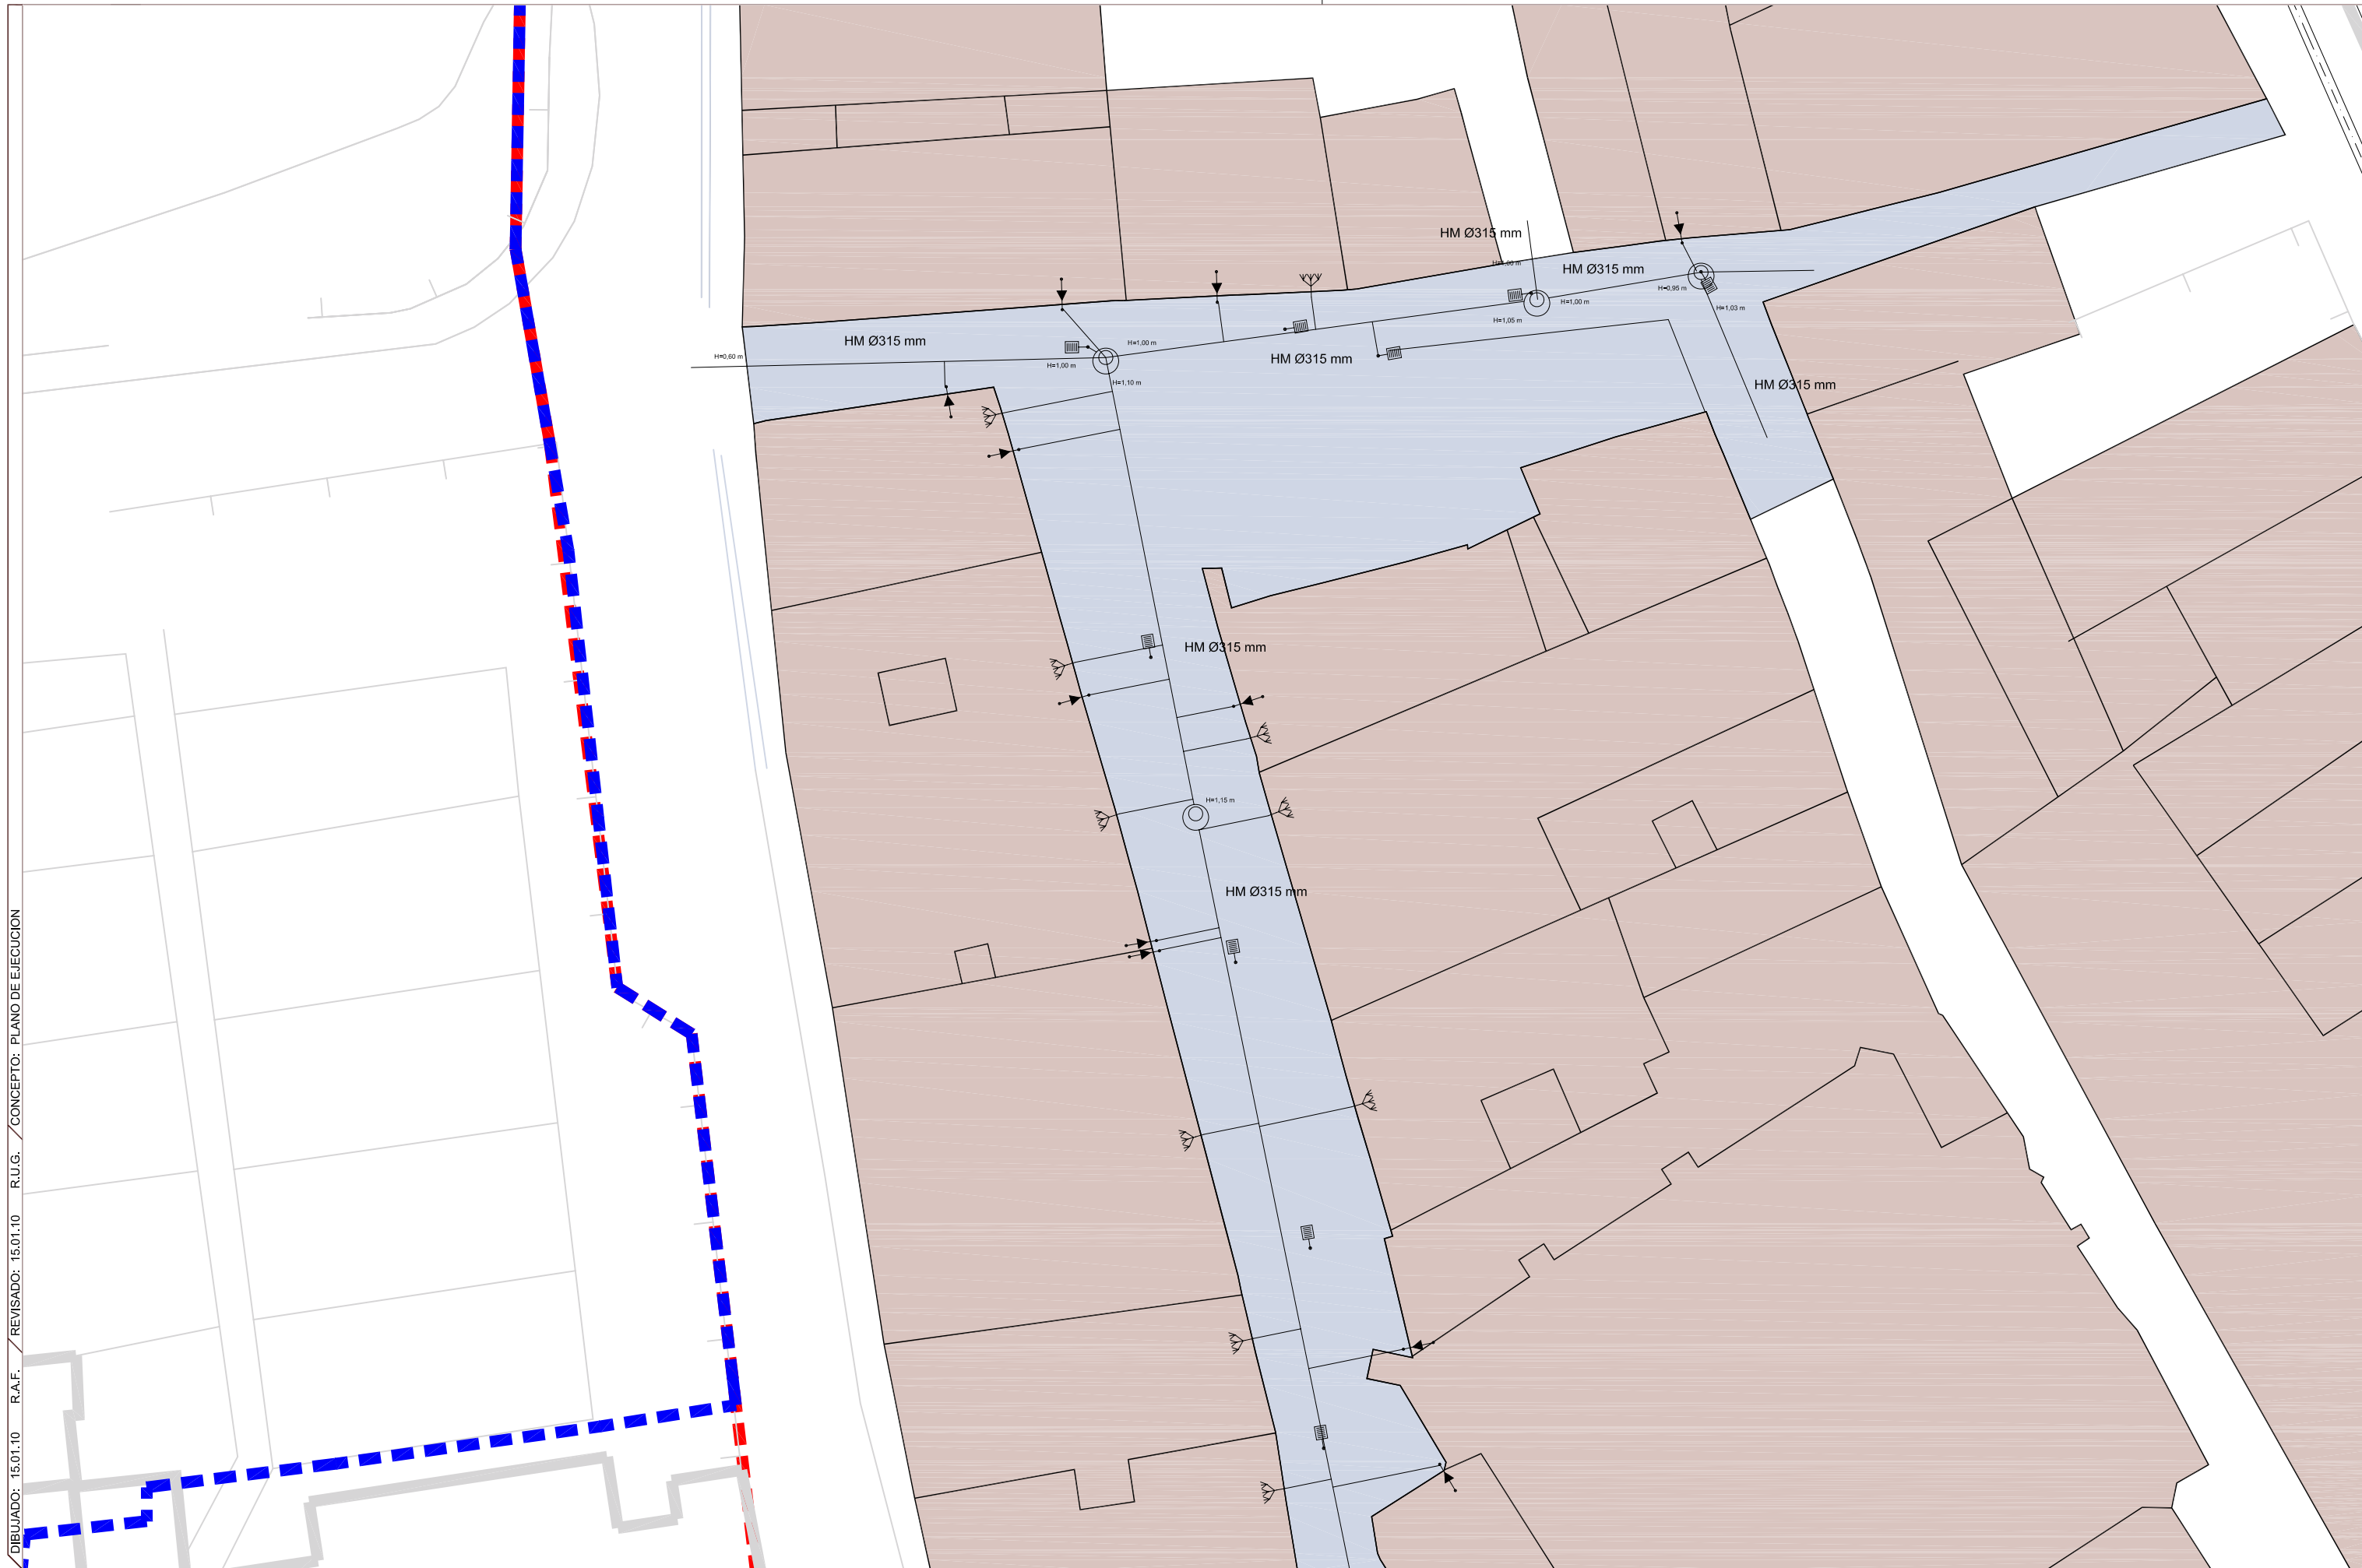 HM Ø315 mm
H=1,00 m
HM Ø315 mm
H=0,95 m
H=1,00 m
H=1,03 m
H=1,05 m
HM Ø315 mm
H=1,00 m
H=0,60 m
HM Ø315 mm
H=1,00 m
H=1,10 m
HM Ø315 mm
HM Ø315 mm
H=1,15 m
HM Ø315 mm
DIBUJADO: 15.01.10 R.A.F. REVISADO: 15.01.10 R.U.G. CONCEPTO: PLANO DE EJECUCION